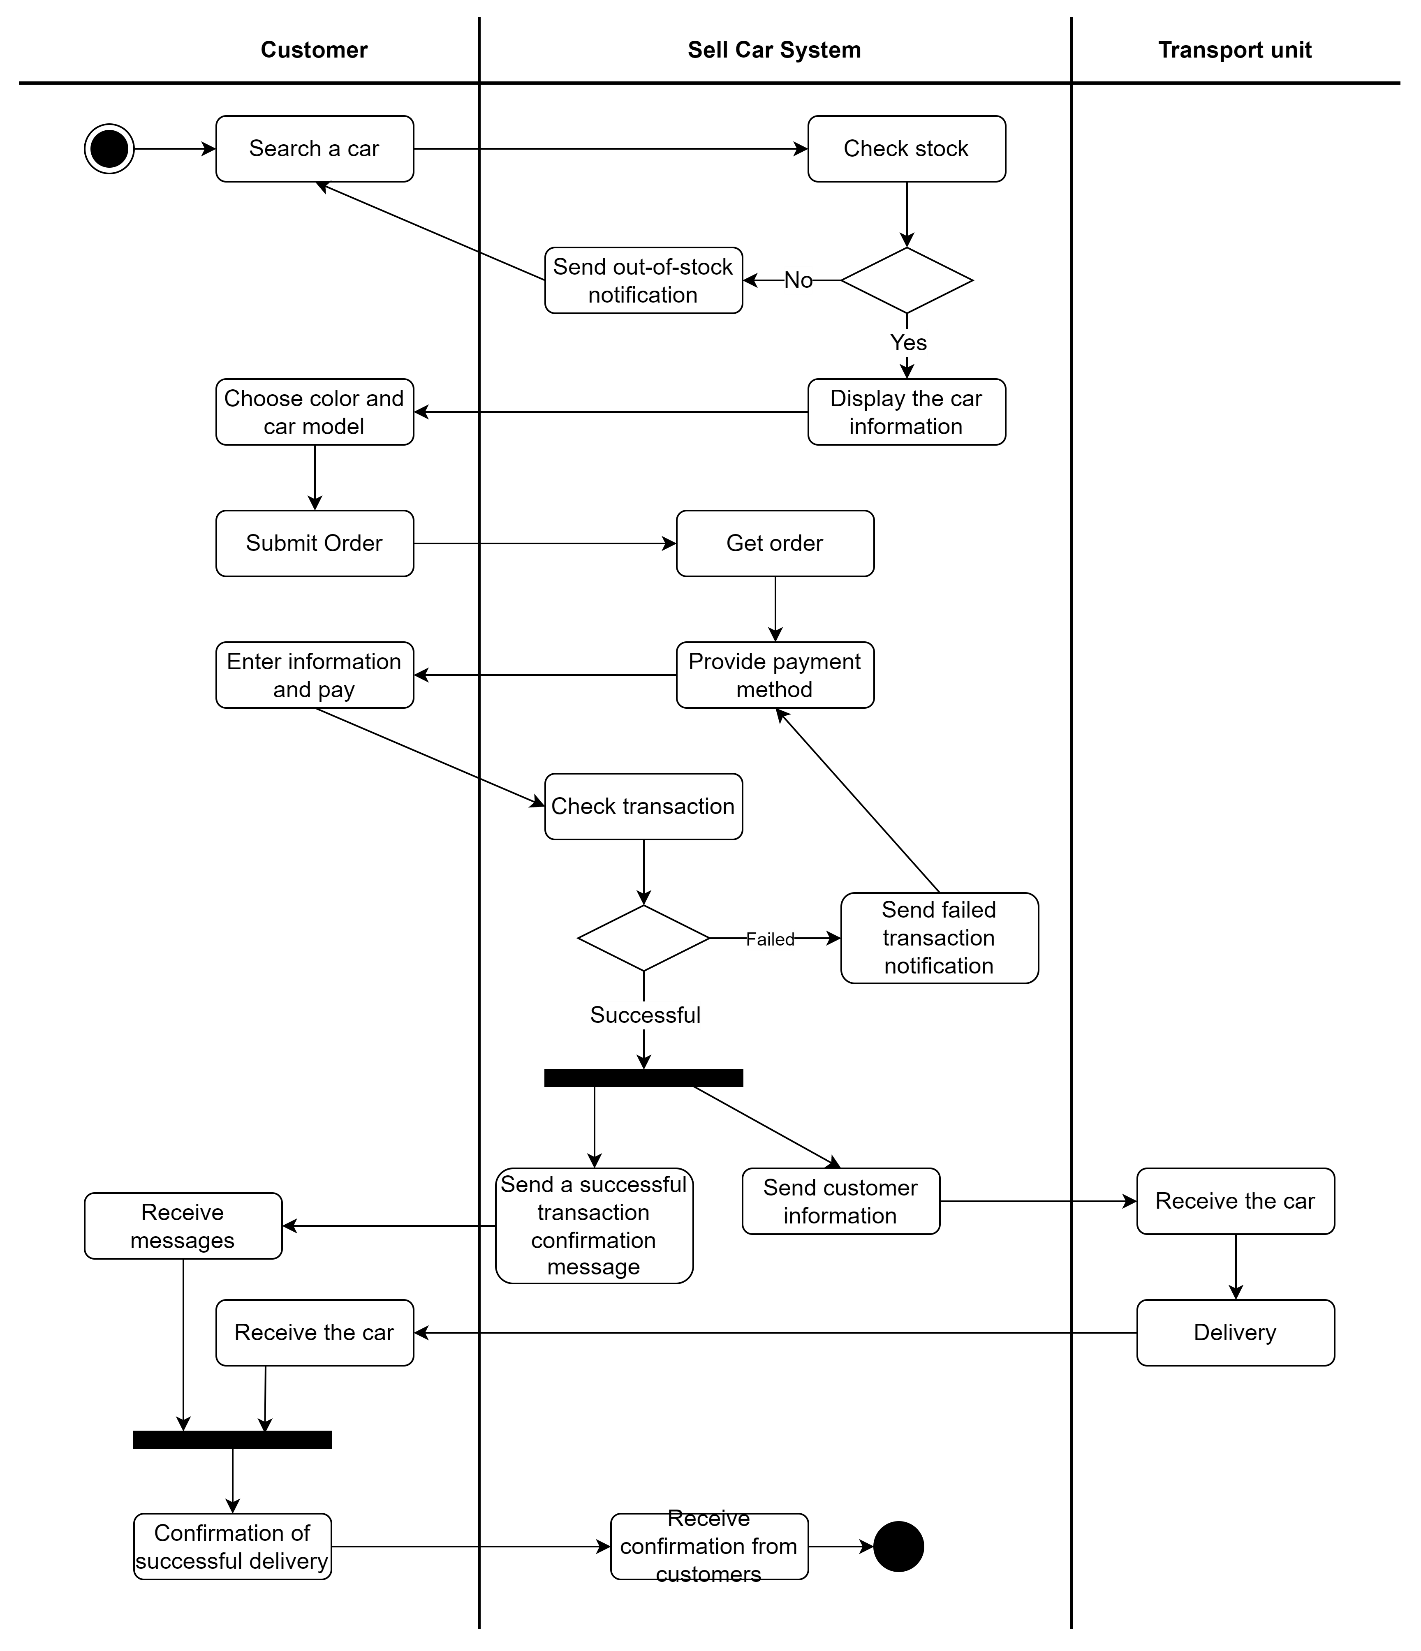 Customer
Sell Car System
Transport unit
Search a car
Check stock
Send out-of-stock
notification
No
Yes
Choose color and
car model
Display the car
information
Submit Order
Get order
Enter information
and pay
Provide payment
method
Check transaction
Failed
Send failed
transaction
notification
Successful
Send a successful
transaction
confirmation
message
Send customer
information
Receive the car
Receive
messages
Receive the car
Delivery
Confirmation of
successful delivery
Receive
confirmation from
customers